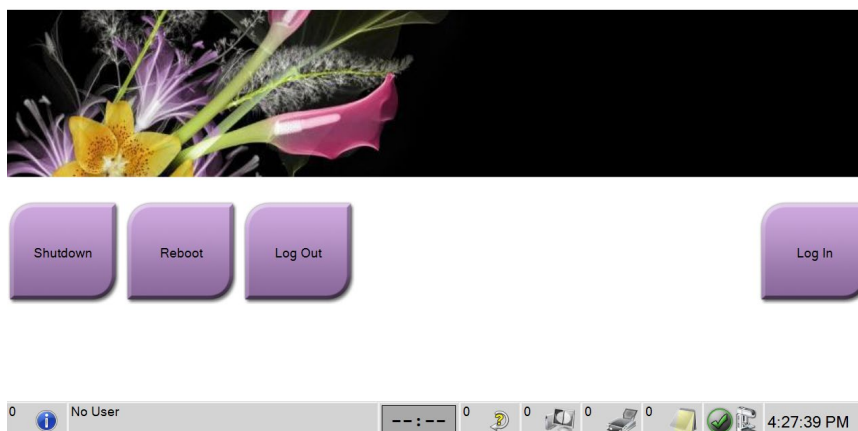 Shutdown
Reboot
Log Out
Log In
0
No User
--:--
0
0
0
0
4:27:39 PM